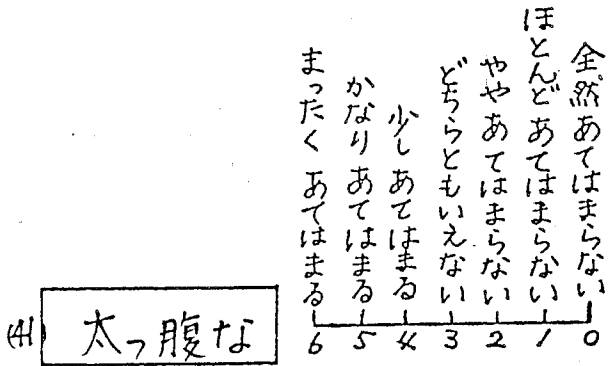 全然あてはまらない
ほとんどあてはまらない
ややあてはまらない
どちらともいえない
少しあてはまる
かなりあてはまる
まったくあてはまる
(41) 太っ腹な
6 5 4 3 2 1 0